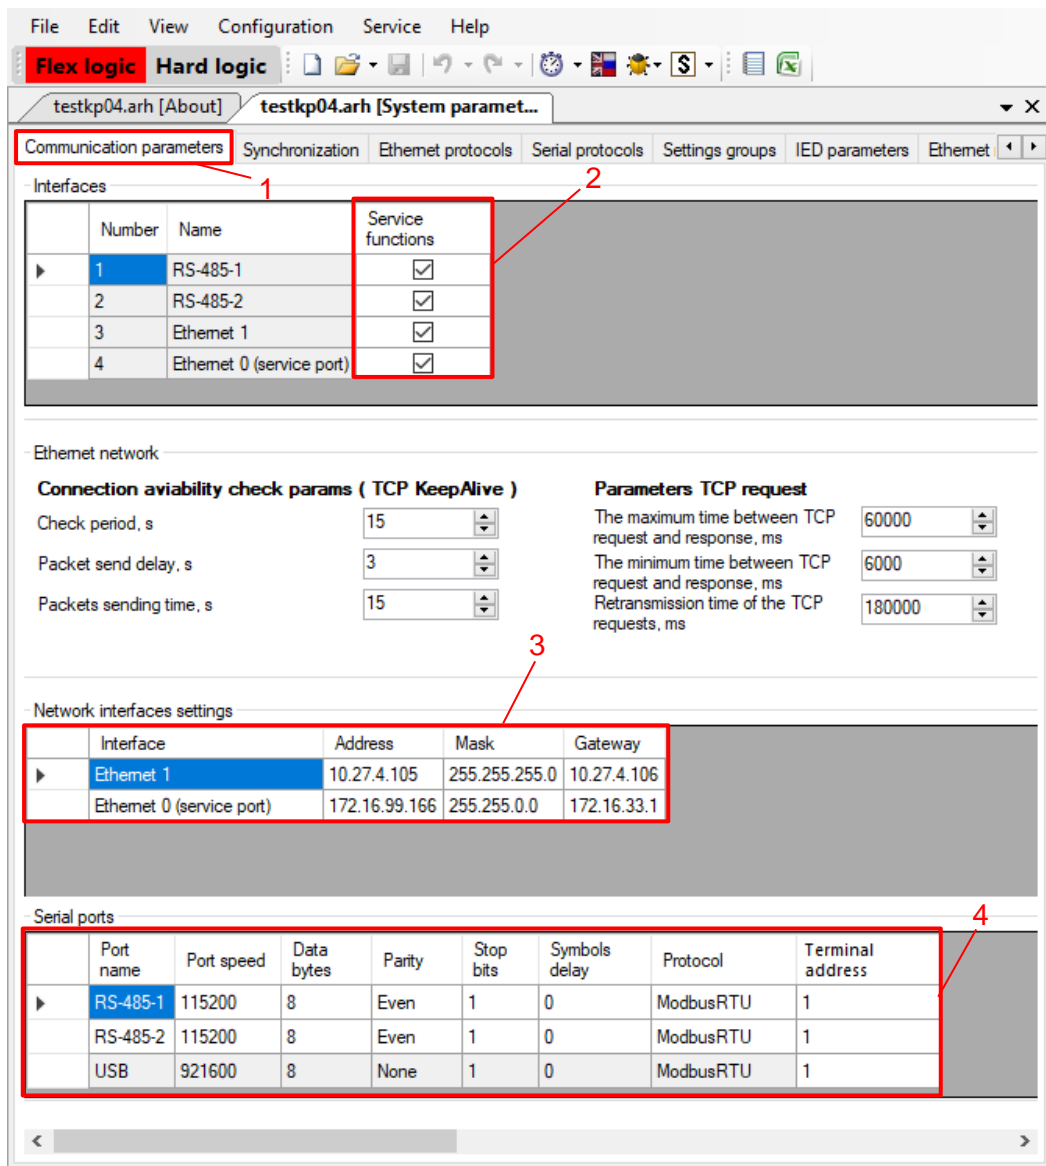 File Edit View Configuration Service Help
Flex logic Hard logic S
testkp04.arh [About] testkp04.arh [System paramet...
Communication parameters Synchronization Ethernet protocols Serial protocols Settings groups IED parameters Ethernet
1 2
Interfaces
Number Name Service functions
1 RS-485-1
2 RS-485-2
3 Ethernet 1
4 Ethernet 0 (service port)
Ethernet network
Connection aviability check params ( TCP KeepAlive )
Check period, s 15
Packet send delay, s 3
Packets sending time, s 15
Parameters TCP request
The maximum time between TCP request and response, ms 60000
The minimum time between TCP request and response, ms 6000
Retransmission time of the TCP requests, ms 180000
3
Network interfaces settings
Interface Address Mask Gateway
Ethernet 1 10.27.4.105 255.255.255.0 10.27.4.106
Ethernet 0 (service port) 172.16.99.166 255.255.0.0 172.16.33.1
Serial ports
4
Port name Port speed Data bytes Parity Stop bits Symbols delay Protocol Terminal address
RS-485-1 115200 8 Even 1 0 ModbusRTU 1
RS-485-2 115200 8 Even 1 0 ModbusRTU 1
USB 921600 8 None 1 0 ModbusRTU 1